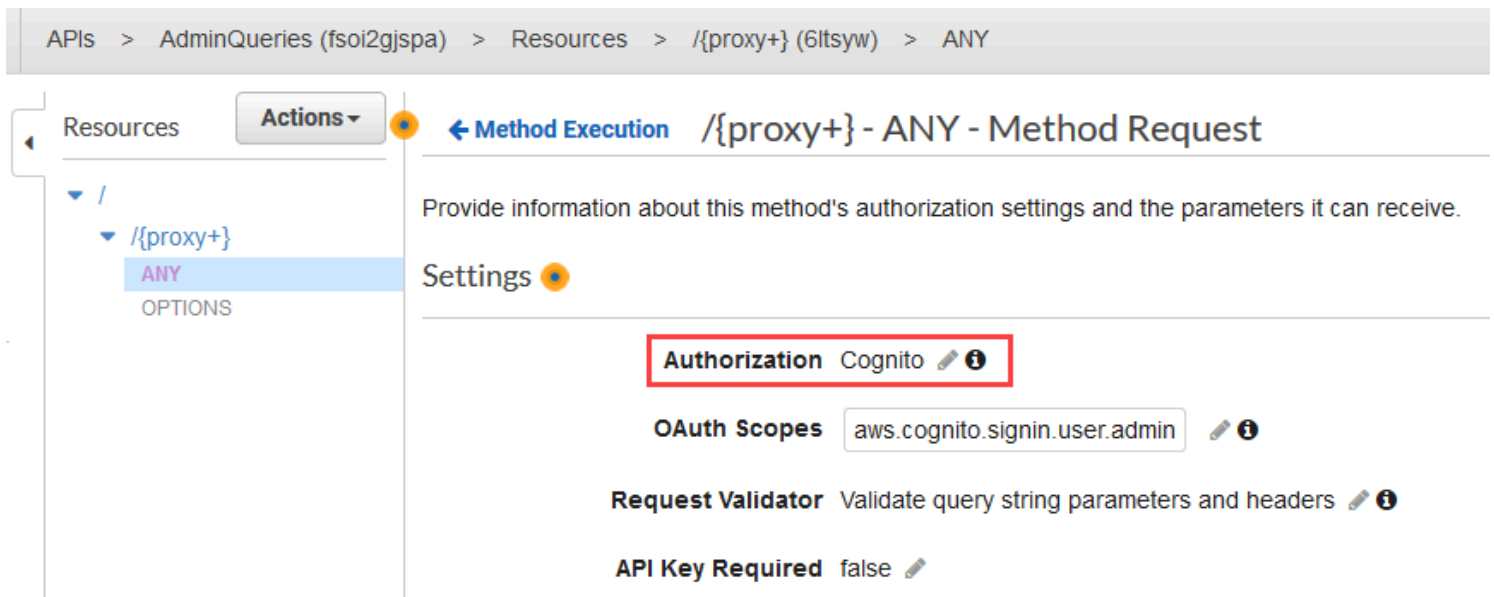 APIs > AdminQueries (fsoi2gjspa) > Resources > /{proxy+} (6ltsyw) > ANY
Resources
Actions
Method Execution /{proxy+} - ANY - Method Request
/
/{proxy+}
ANY
OPTIONS
Provide information about this method's authorization settings and the parameters it can receive.
Settings
Authorization Cognito
OAuth Scopes aws.cognito.signin.user.admin
Request Validator Validate query string parameters and headers
API Key Required false